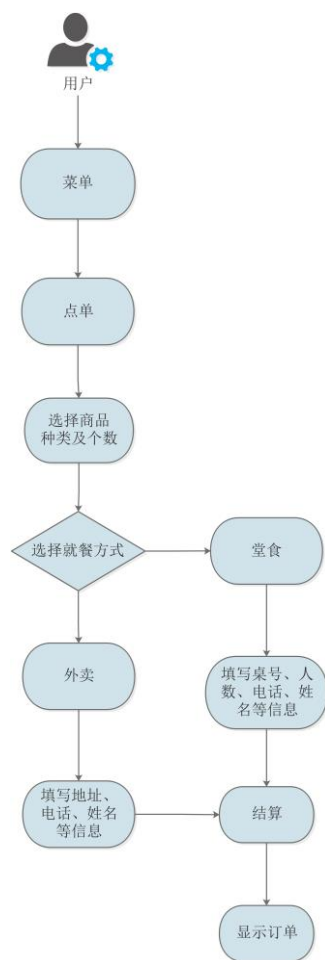 用户
菜单
点单
选择商品
种类及个数
选择就餐方式
堂食
外卖
填写桌号、人
数、电话、姓
名等信息
填写地址、
电话、姓名
等信息
结算
显示订单